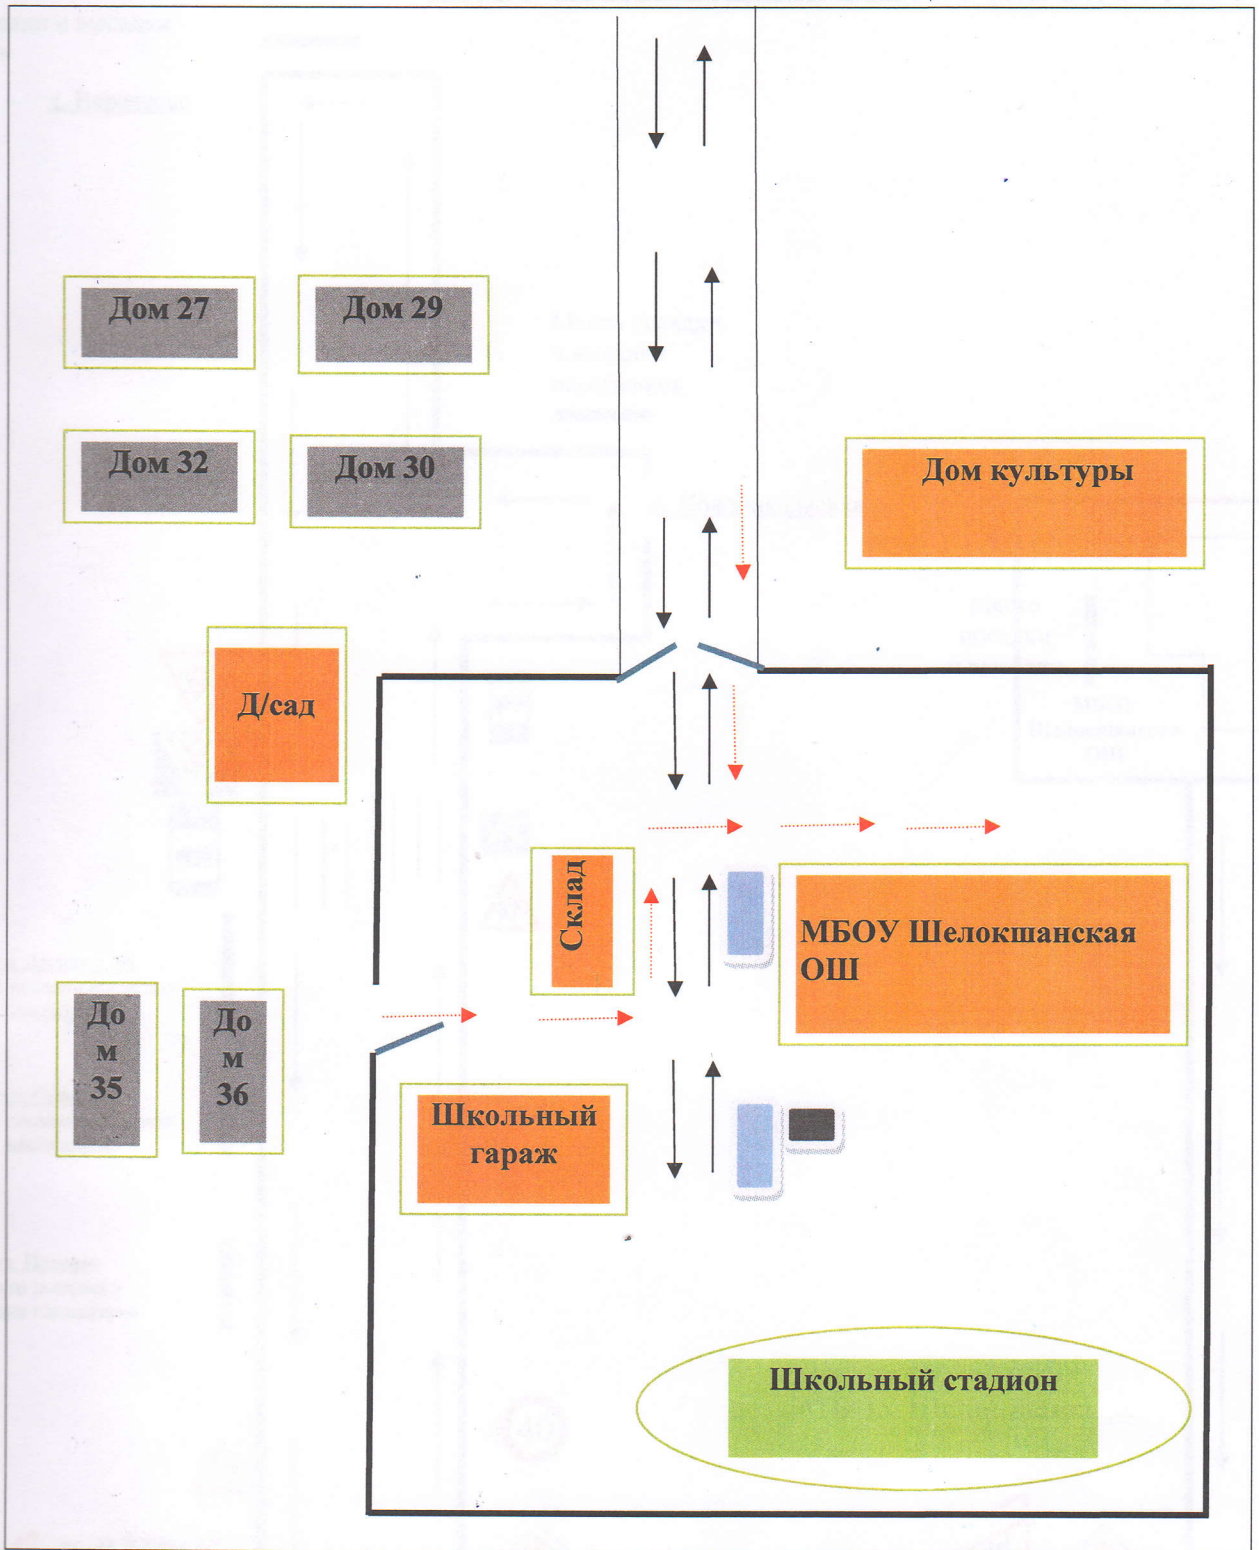 Дом 27
Дом 29
Дом 32
Дом 30
Дом культуры
Д/сад
Склад
МБОУ Шелокшанская
ОШ
До
м
35
До
м
36
Школьный
гараж
Школьный стадион